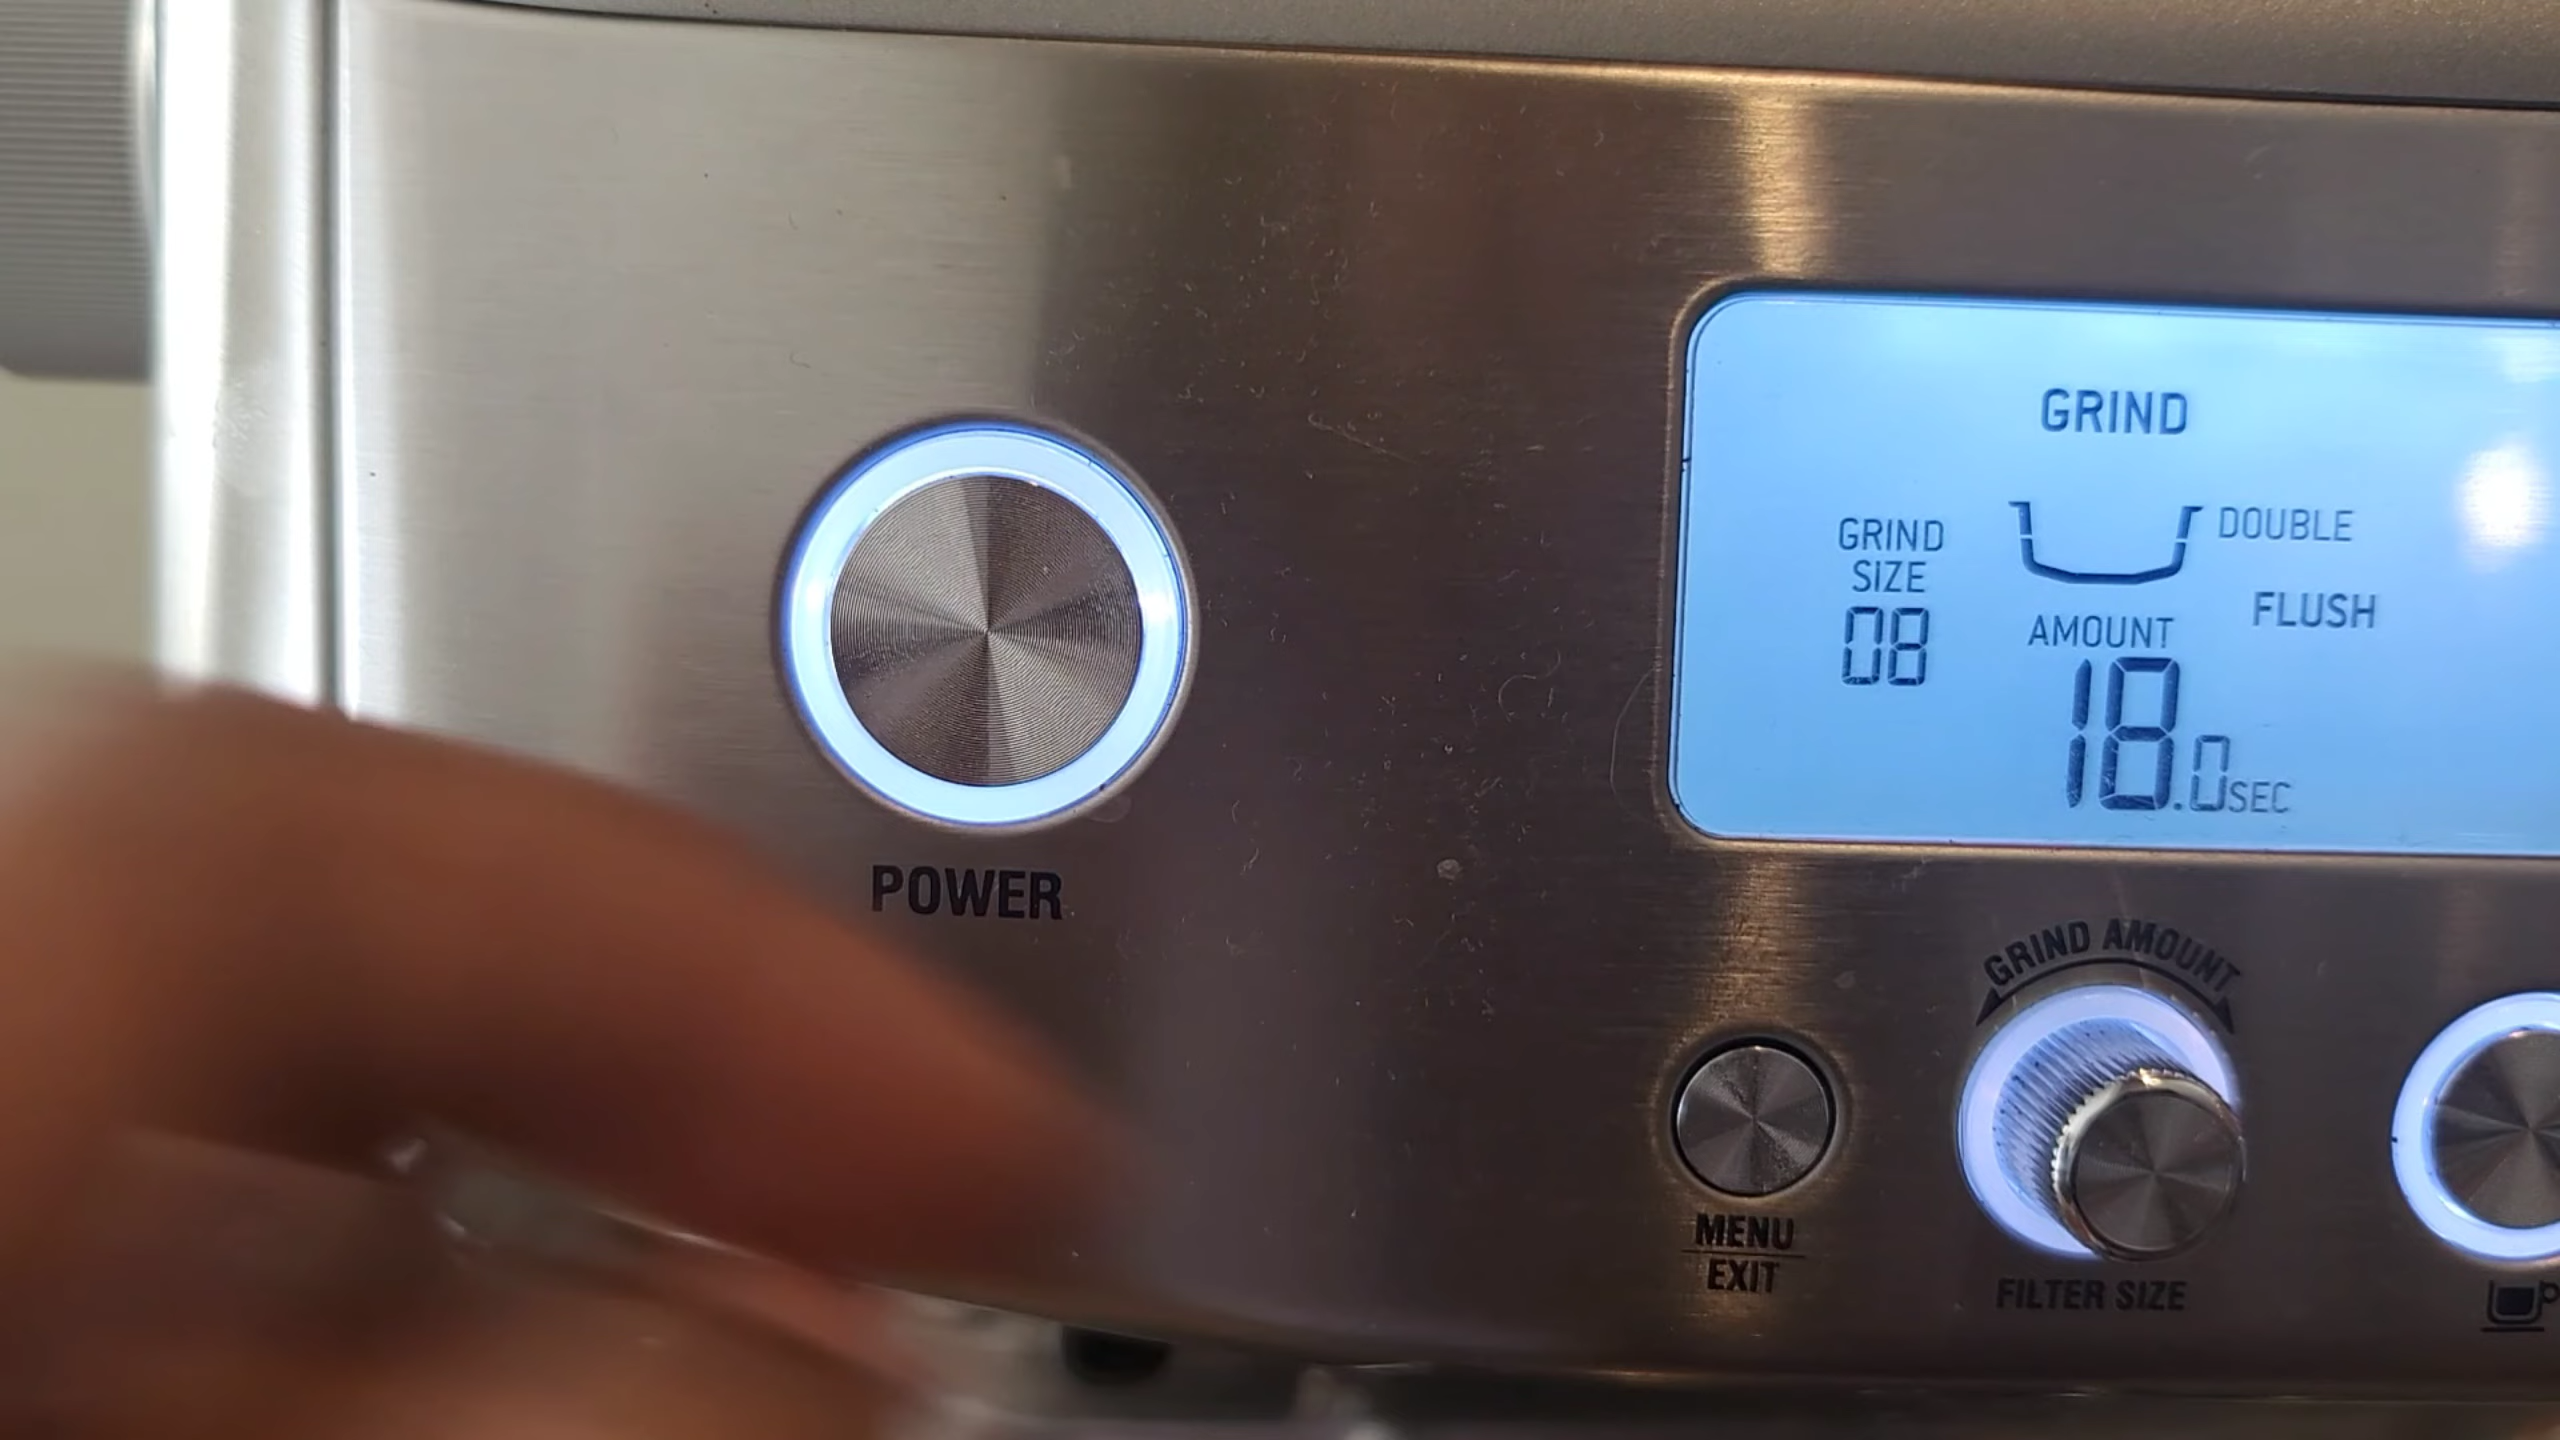 GRIND
GRIND
SIZE
08
DOUBLE
FLUSH
AMOUNT
18.0SEC
POWER
GRIND AMOUNT
MENU
EXIT
FILTER SIZE